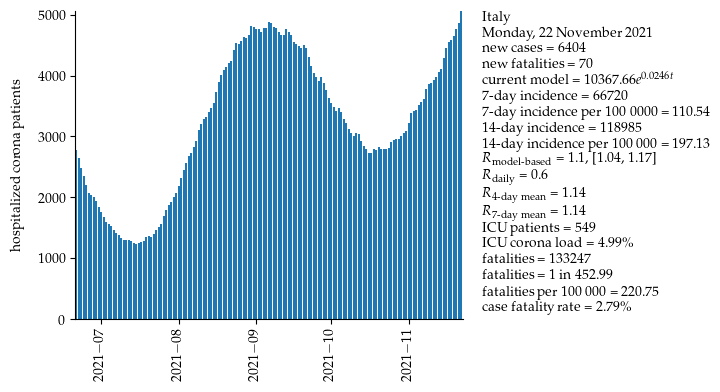 hospitalized corona patients
5000
4000
3000
2000
1000
0
2021−07
2021−08
2021−09
2021−10
2021−11
Italy
Monday, 22 November 2021
new cases = 6404
new fatalities = 70
current model = 10367.66e^0.0246t
7-day incidence = 66720
7-day incidence per 100 0000 = 110.54
14-day incidence = 118985
14-day incidence per 100 000 = 197.13
R_model-based = 1.1, [1.04, 1.17]
R_daily = 0.6
R_4-day mean = 1.14
R_7-day mean = 1.14
ICU patients = 549
ICU corona load = 4.99%
fatalities = 133247
fatalities = 1 in 452.99
fatalities per 100 000 = 220.75
case fatality rate = 2.79%